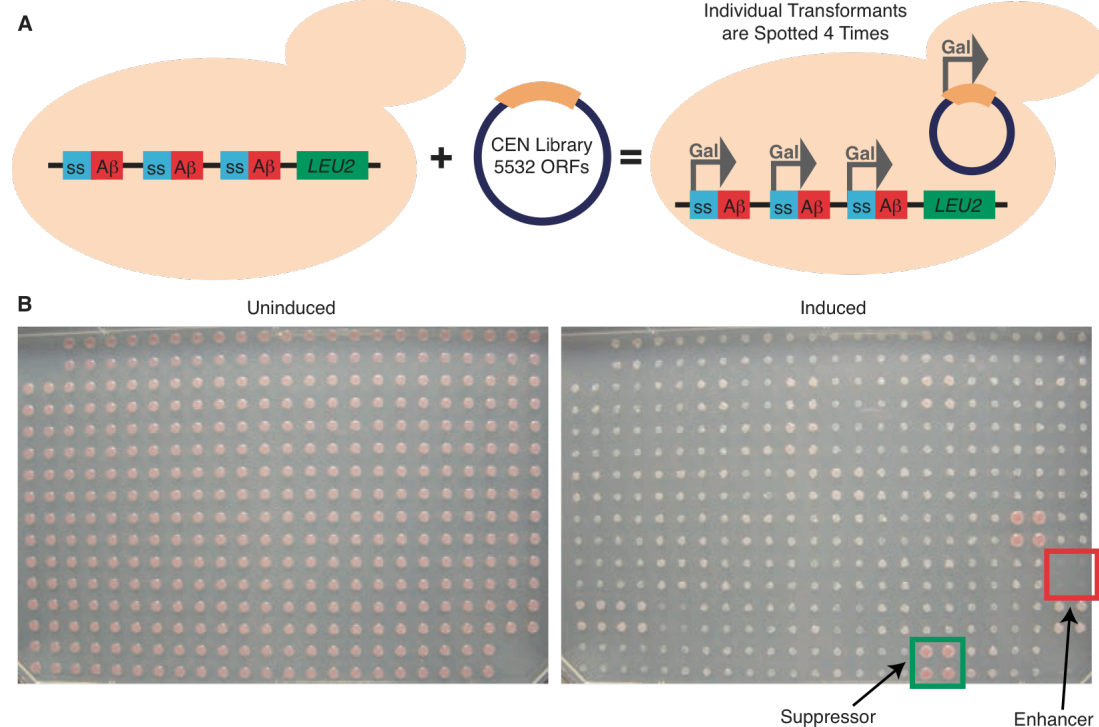 A
Individual Transformants
are Spotted 4 Times
Gal
ss Aβ ss Aβ ss Aβ LEU2
+
CEN Library
5532 ORFs
=
Gal Gal Gal
ss Aβ ss Aβ ss Aβ LEU2
B
Uninduced
Induced
Suppressor
Enhancer